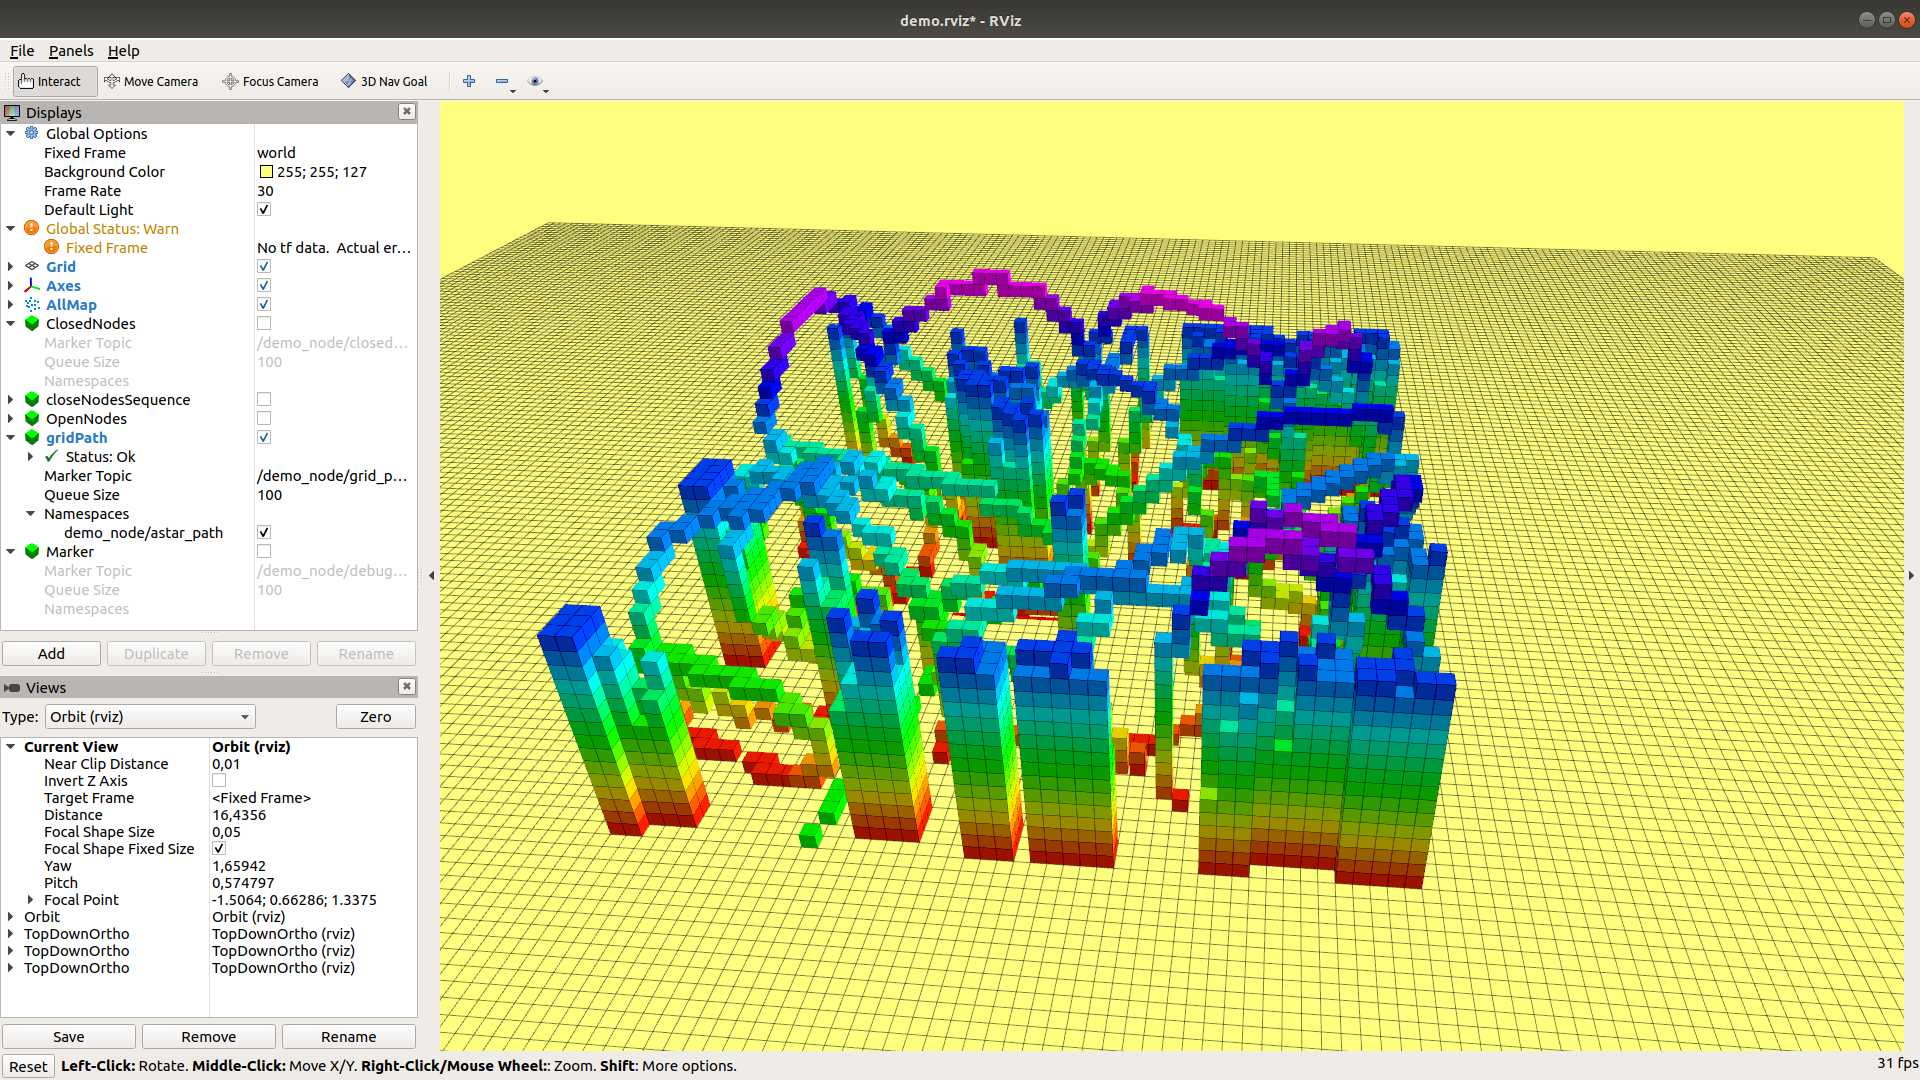 demo.rviz* - RViz
File Panels Help
Interact Move Camera Focus Camera 3D Nav Goal
Displays
Global Options
Fixed Frame world
Background Color 255; 255; 127
Frame Rate 30
Default Light
Global Status: Warn
Fixed Frame No tf data. Actual er...
Grid
Axes
AllMap
ClosedNodes
Marker Topic /demo_node/closed...
Queue Size 100
Namespaces
closeNodesSequence
OpenNodes
gridPath
Status: Ok
Marker Topic /demo_node/grid_p...
Queue Size 100
Namespaces
demo_node/astar_path
Marker
Marker Topic /demo_node/debug...
Queue Size 100
Namespaces
Add Duplicate Remove Rename
Views
Type: Orbit (rviz) Zero
Current View Orbit (rviz)
Near Clip Distance 0,01
Invert Z Axis
Target Frame <Fixed Frame>
Distance 16,4356
Focal Shape Size 0,05
Focal Shape Fixed Size
Yaw 1,65942
Pitch 0,574797
Focal Point -1.5064; 0.66286; 1.3375
Orbit Orbit (rviz)
TopDownOrtho TopDownOrtho (rviz)
TopDownOrtho TopDownOrtho (rviz)
TopDownOrtho TopDownOrtho (rviz)
Save Remove Rename
Reset Left-Click: Rotate. Middle-Click: Move X/Y. Right-Click/Mouse Wheel:: Zoom. Shift: More options. 31 fps